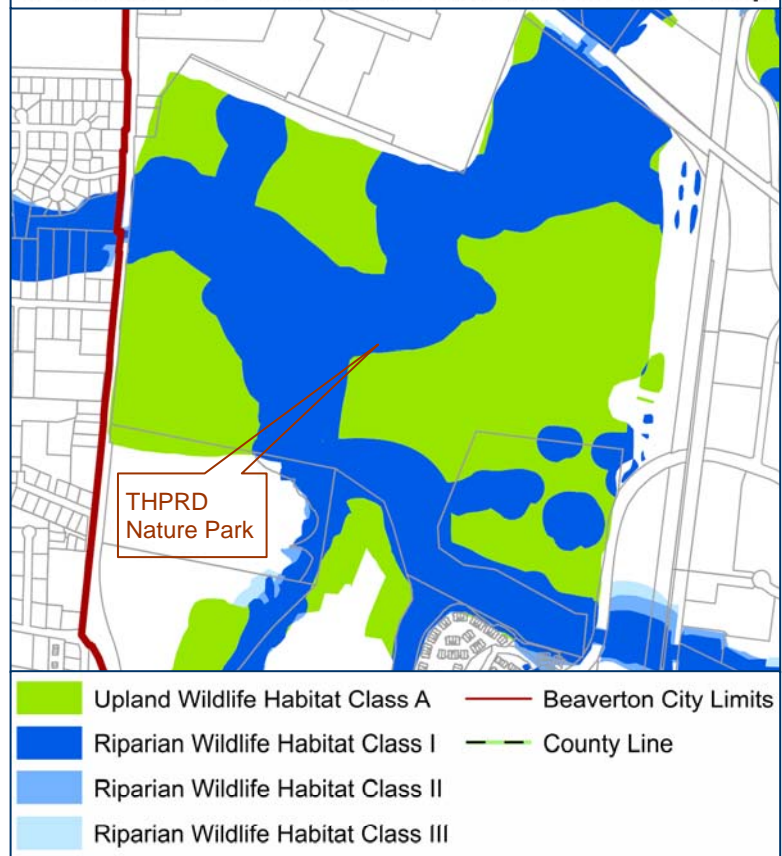 THPRD
Nature Park
Upland Wildlife Habitat Class A
Beaverton City Limits
Riparian Wildlife Habitat Class I
County Line
Riparian Wildlife Habitat Class II
Riparian Wildlife Habitat Class III